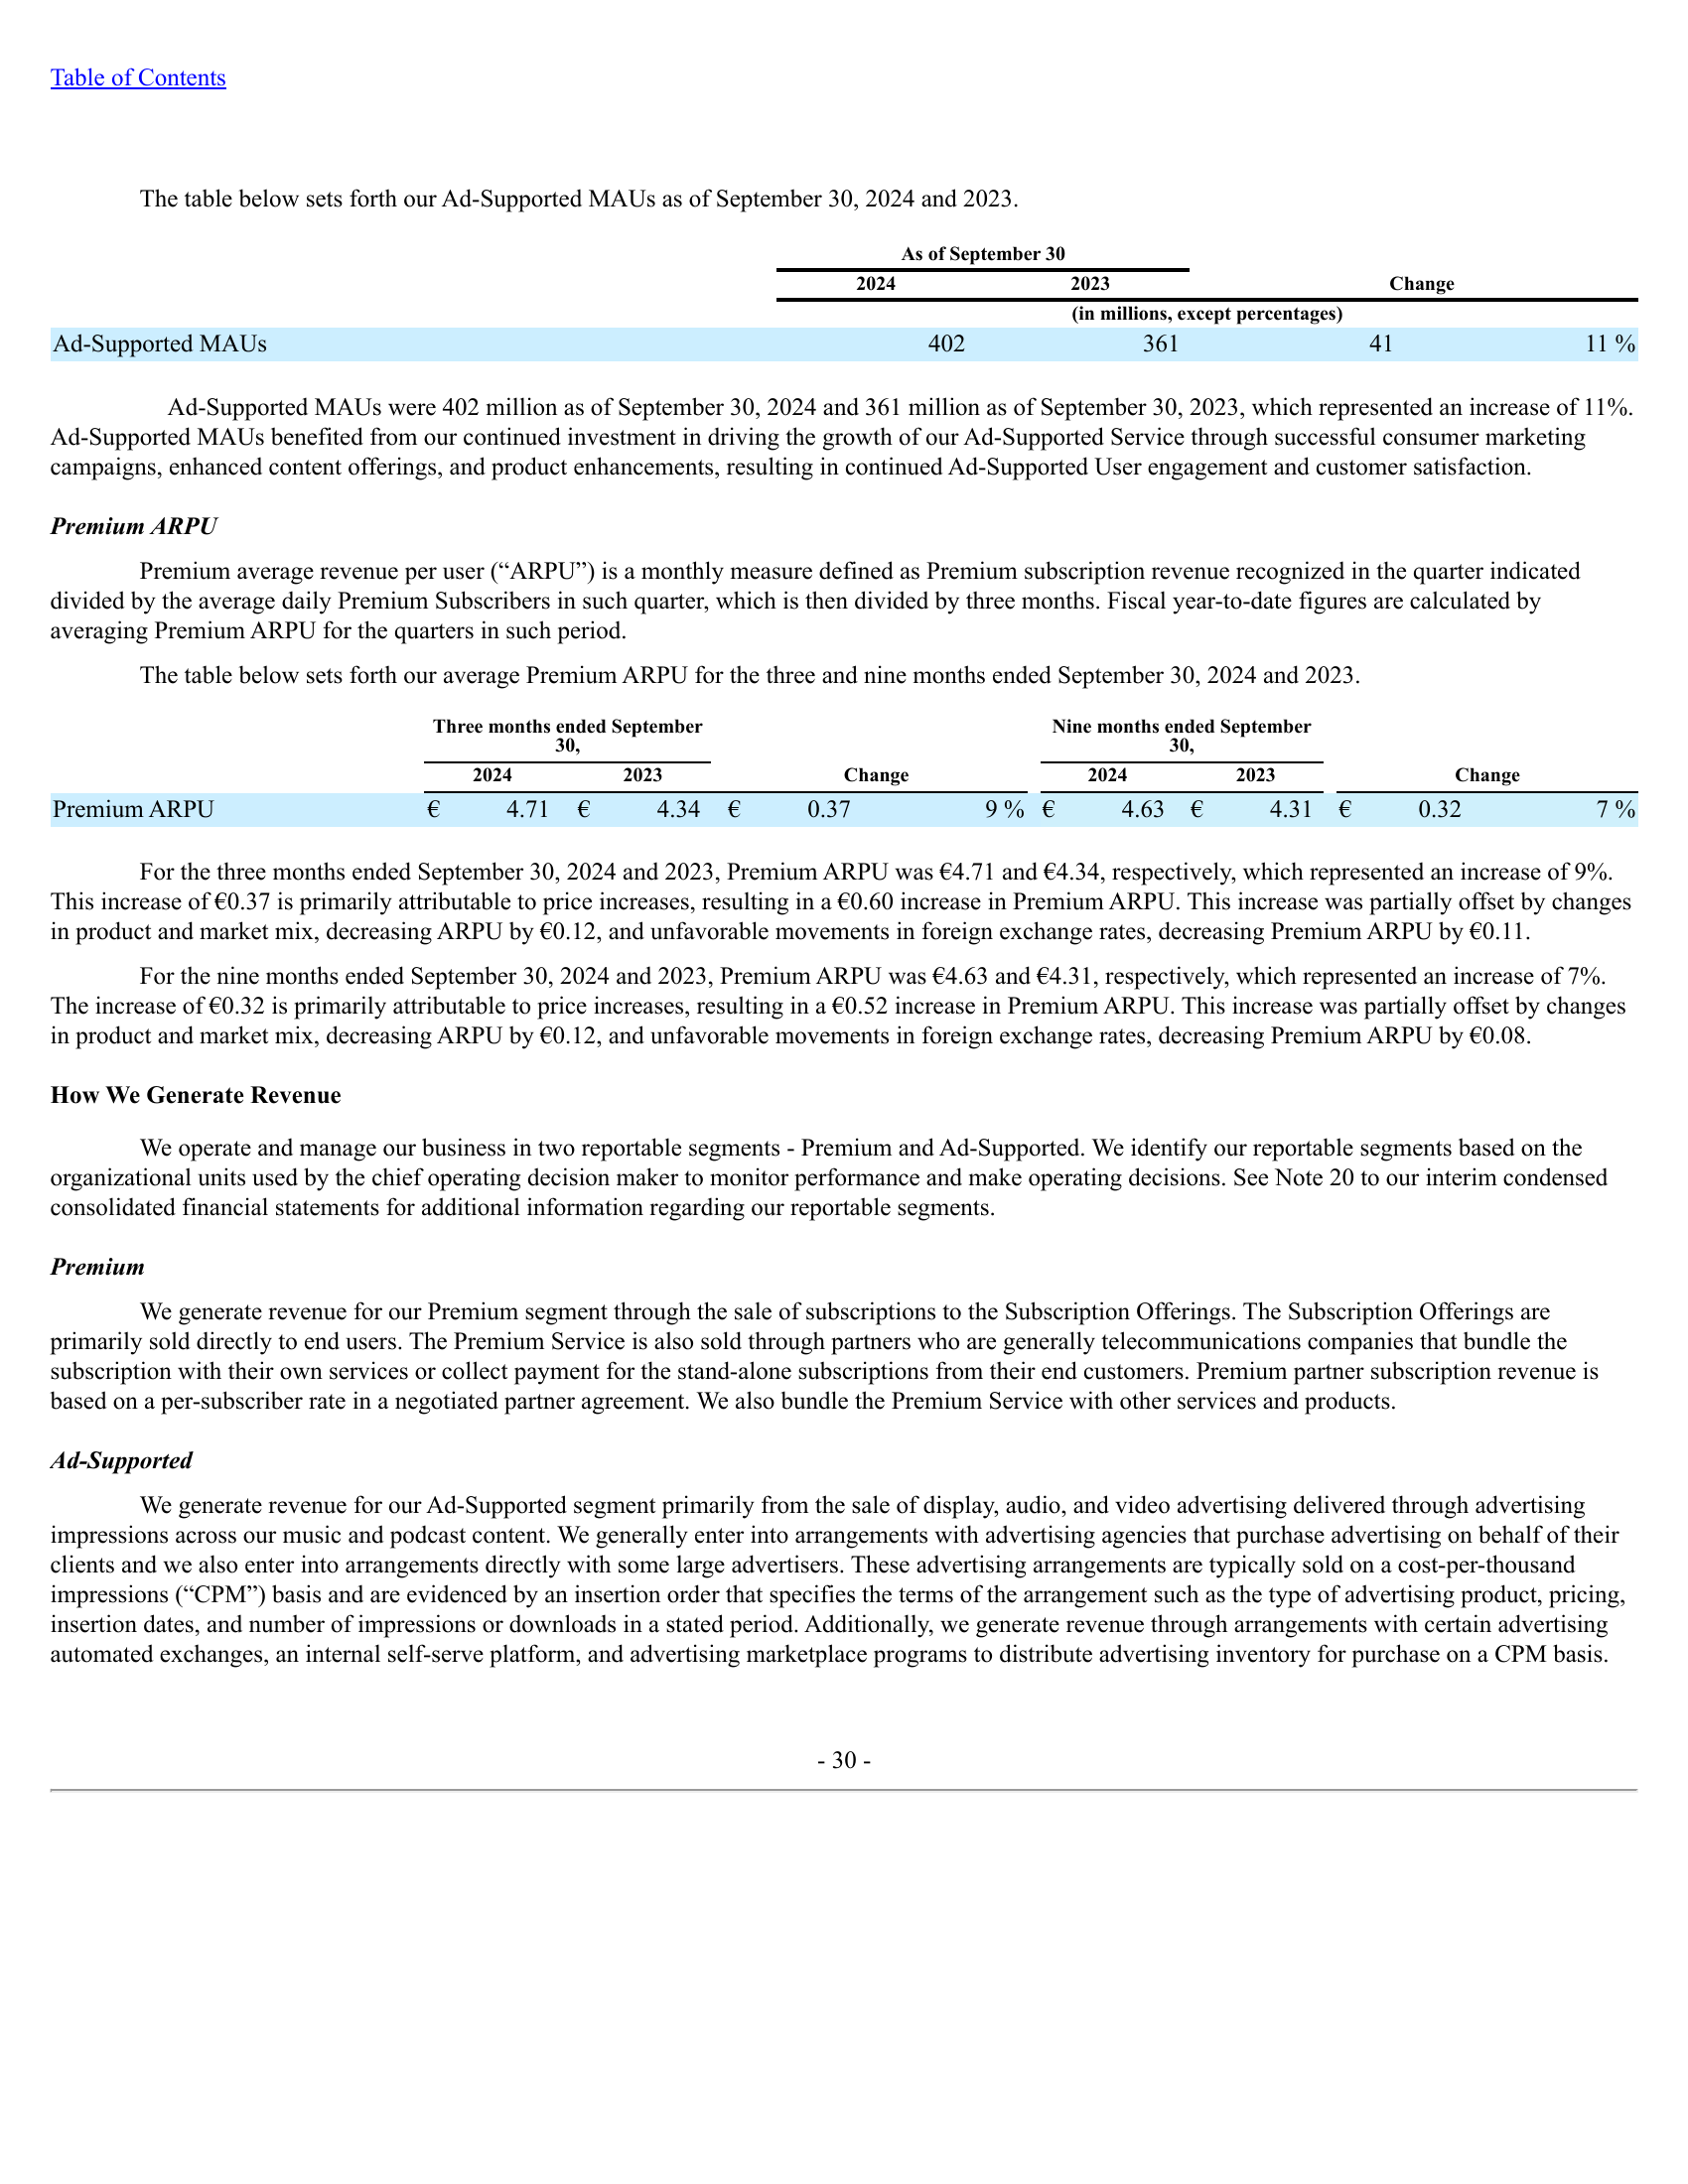 Table of Contents
The table below sets forth our Ad-Supported MAUs as of September 30, 2024 and 2023.
As of September 30
2024 2023 Change
(in millions, except percentages)
Ad-Supported MAUs 402 361 41 11 %
Ad-Supported MAUs were 402 million as of September 30, 2024 and 361 million as of September 30, 2023, which represented an increase of 11%.
Ad-Supported MAUs benefited from our continued investment in driving the growth of our Ad-Supported Service through successful consumer marketing
campaigns, enhanced content offerings, and product enhancements, resulting in continued Ad-Supported User engagement and customer satisfaction.
Premium ARPU
Premium average revenue per user (“ARPU”) is a monthly measure defined as Premium subscription revenue recognized in the quarter indicated
divided by the average daily Premium Subscribers in such quarter, which is then divided by three months. Fiscal year-to-date figures are calculated by
averaging Premium ARPU for the quarters in such period.
The table below sets forth our average Premium ARPU for the three and nine months ended September 30, 2024 and 2023.
Three months ended September Nine months ended September
30, 30,
2024 2023 Change 2024 2023 Change
Premium ARPU € 4.71 € 4.34 € 0.37 9 % € 4.63 € 4.31 € 0.32 7 %
For the three months ended September 30, 2024 and 2023, Premium ARPU was €4.71 and €4.34, respectively, which represented an increase of 9%.
This increase of €0.37 is primarily attributable to price increases, resulting in a €0.60 increase in Premium ARPU. This increase was partially offset by changes
in product and market mix, decreasing ARPU by €0.12, and unfavorable movements in foreign exchange rates, decreasing Premium ARPU by €0.11.
For the nine months ended September 30, 2024 and 2023, Premium ARPU was €4.63 and €4.31, respectively, which represented an increase of 7%.
The increase of €0.32 is primarily attributable to price increases, resulting in a €0.52 increase in Premium ARPU. This increase was partially offset by changes
in product and market mix, decreasing ARPU by €0.12, and unfavorable movements in foreign exchange rates, decreasing Premium ARPU by €0.08.
How We Generate Revenue
We operate and manage our business in two reportable segments - Premium and Ad-Supported. We identify our reportable segments based on the
organizational units used by the chief operating decision maker to monitor performance and make operating decisions. See Note 20 to our interim condensed
consolidated financial statements for additional information regarding our reportable segments.
Premium
We generate revenue for our Premium segment through the sale of subscriptions to the Subscription Offerings. The Subscription Offerings are
primarily sold directly to end users. The Premium Service is also sold through partners who are generally telecommunications companies that bundle the
subscription with their own services or collect payment for the stand-alone subscriptions from their end customers. Premium partner subscription revenue is
based on a per-subscriber rate in a negotiated partner agreement. We also bundle the Premium Service with other services and products.
Ad-Supported
We generate revenue for our Ad-Supported segment primarily from the sale of display, audio, and video advertising delivered through advertising
impressions across our music and podcast content. We generally enter into arrangements with advertising agencies that purchase advertising on behalf of their
clients and we also enter into arrangements directly with some large advertisers. These advertising arrangements are typically sold on a cost-per-thousand
impressions (“CPM”) basis and are evidenced by an insertion order that specifies the terms of the arrangement such as the type of advertising product, pricing,
insertion dates, and number of impressions or downloads in a stated period. Additionally, we generate revenue through arrangements with certain advertising
automated exchanges, an internal self-serve platform, and advertising marketplace programs to distribute advertising inventory for purchase on a CPM basis.
- 30 -